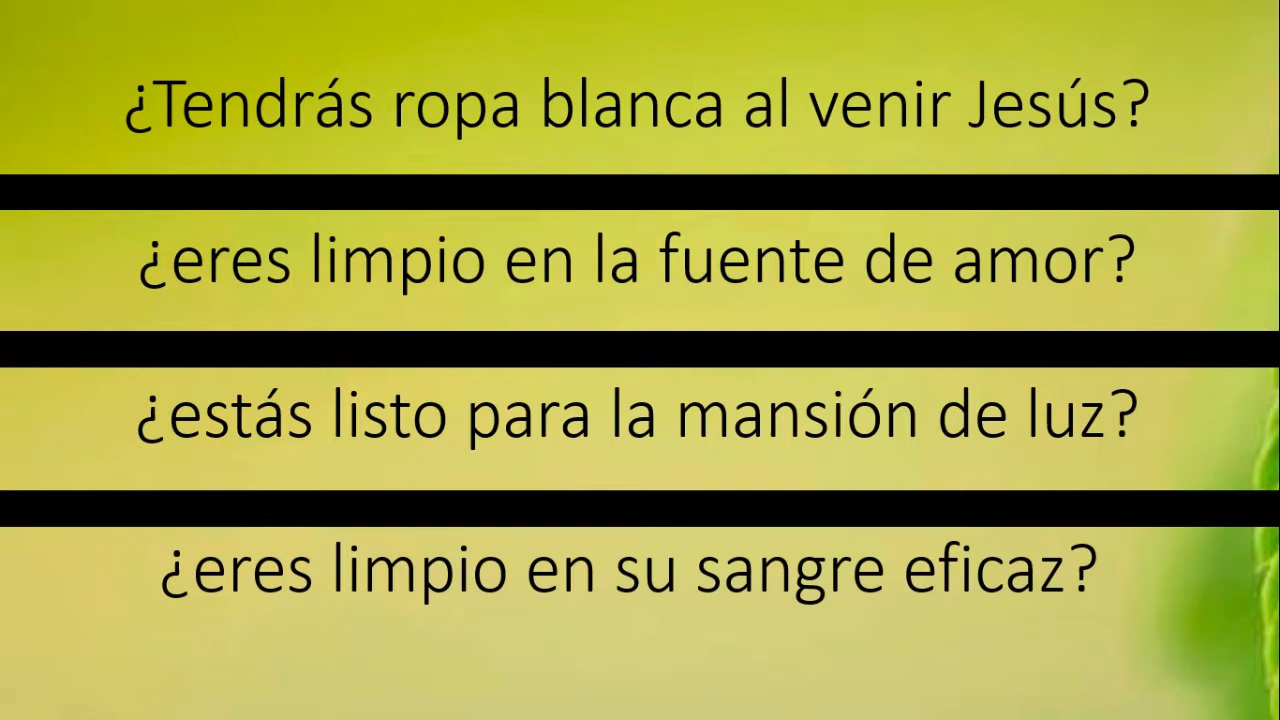 ¿Tendrás ropa blanca al venir Jesús?
¿eres limpio en la fuente de amor?
¿estás listo para la mansión de luz?
¿eres limpio en su sangre eficaz?